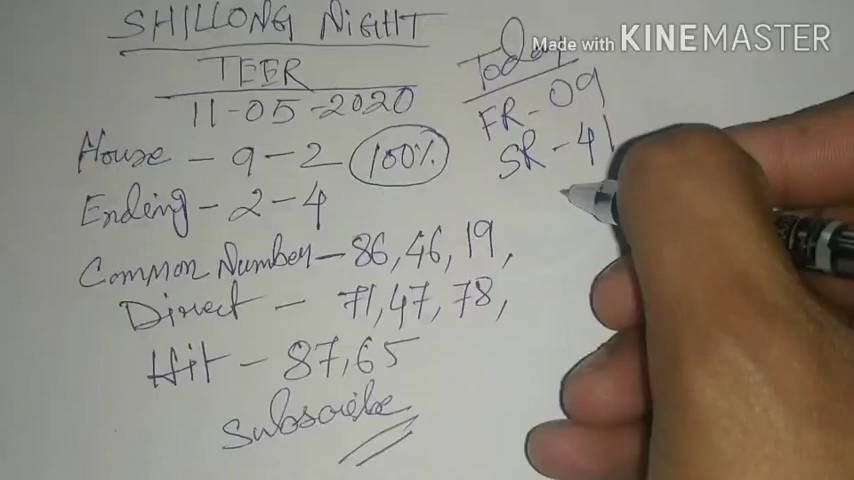 SHILLONG NIGHT
TEER
11-05-2020
House - 9-2 100%
Ending - 2-4
Common Number - 86, 46, 19,
Direct - 71, 47, 78,
Hit - 87, 65
Subscribe
Today
FR - 09
SR - 41
Made with KINEMASTER